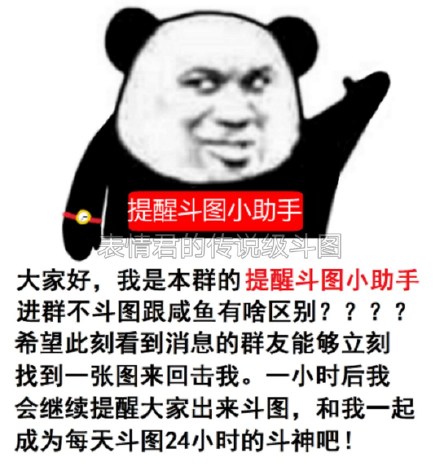 提醒斗图小助手
表情君的传说级斗图
大家好，我是本群的提醒斗图小助手
进群不斗图跟咸鱼有啥区别？？？？
希望此刻看到消息的群友能够立刻
找到一张图来回击我。一小时后我
会继续提醒大家出来斗图，和我一起
成为每天斗图24小时的斗神吧！